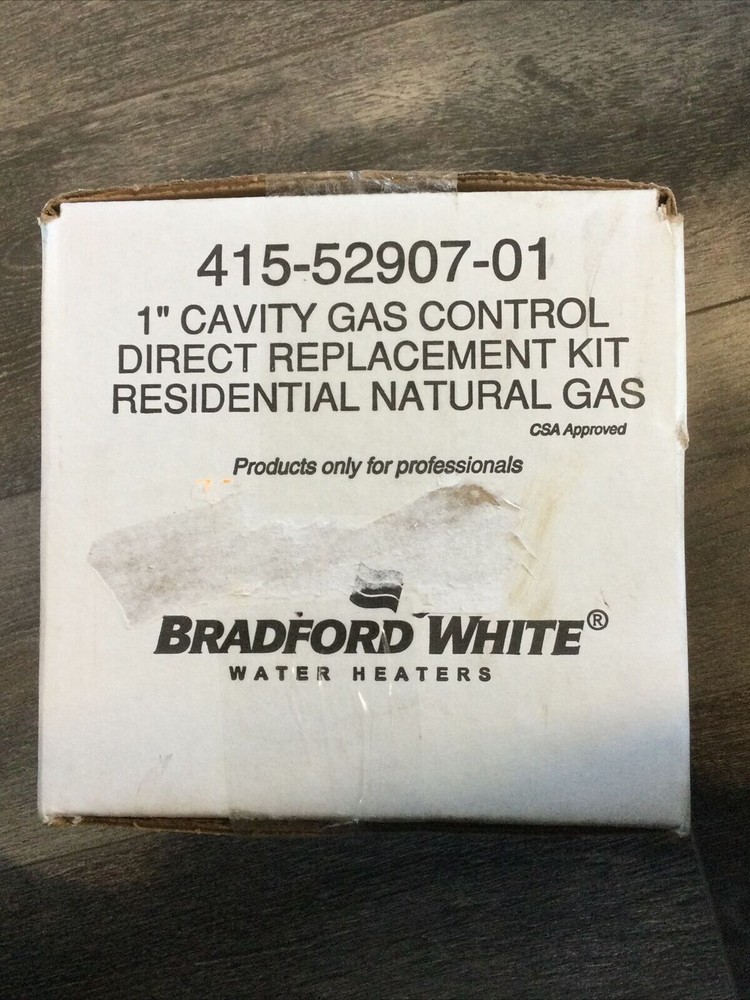 415-52907-01
1" CAVITY GAS CONTROL
DIRECT REPLACEMENT KIT
RESIDENTIAL NATURAL GAS
CSA Approved
Products only for professionals
BRADFORD WHITE®
WATER HEATERS